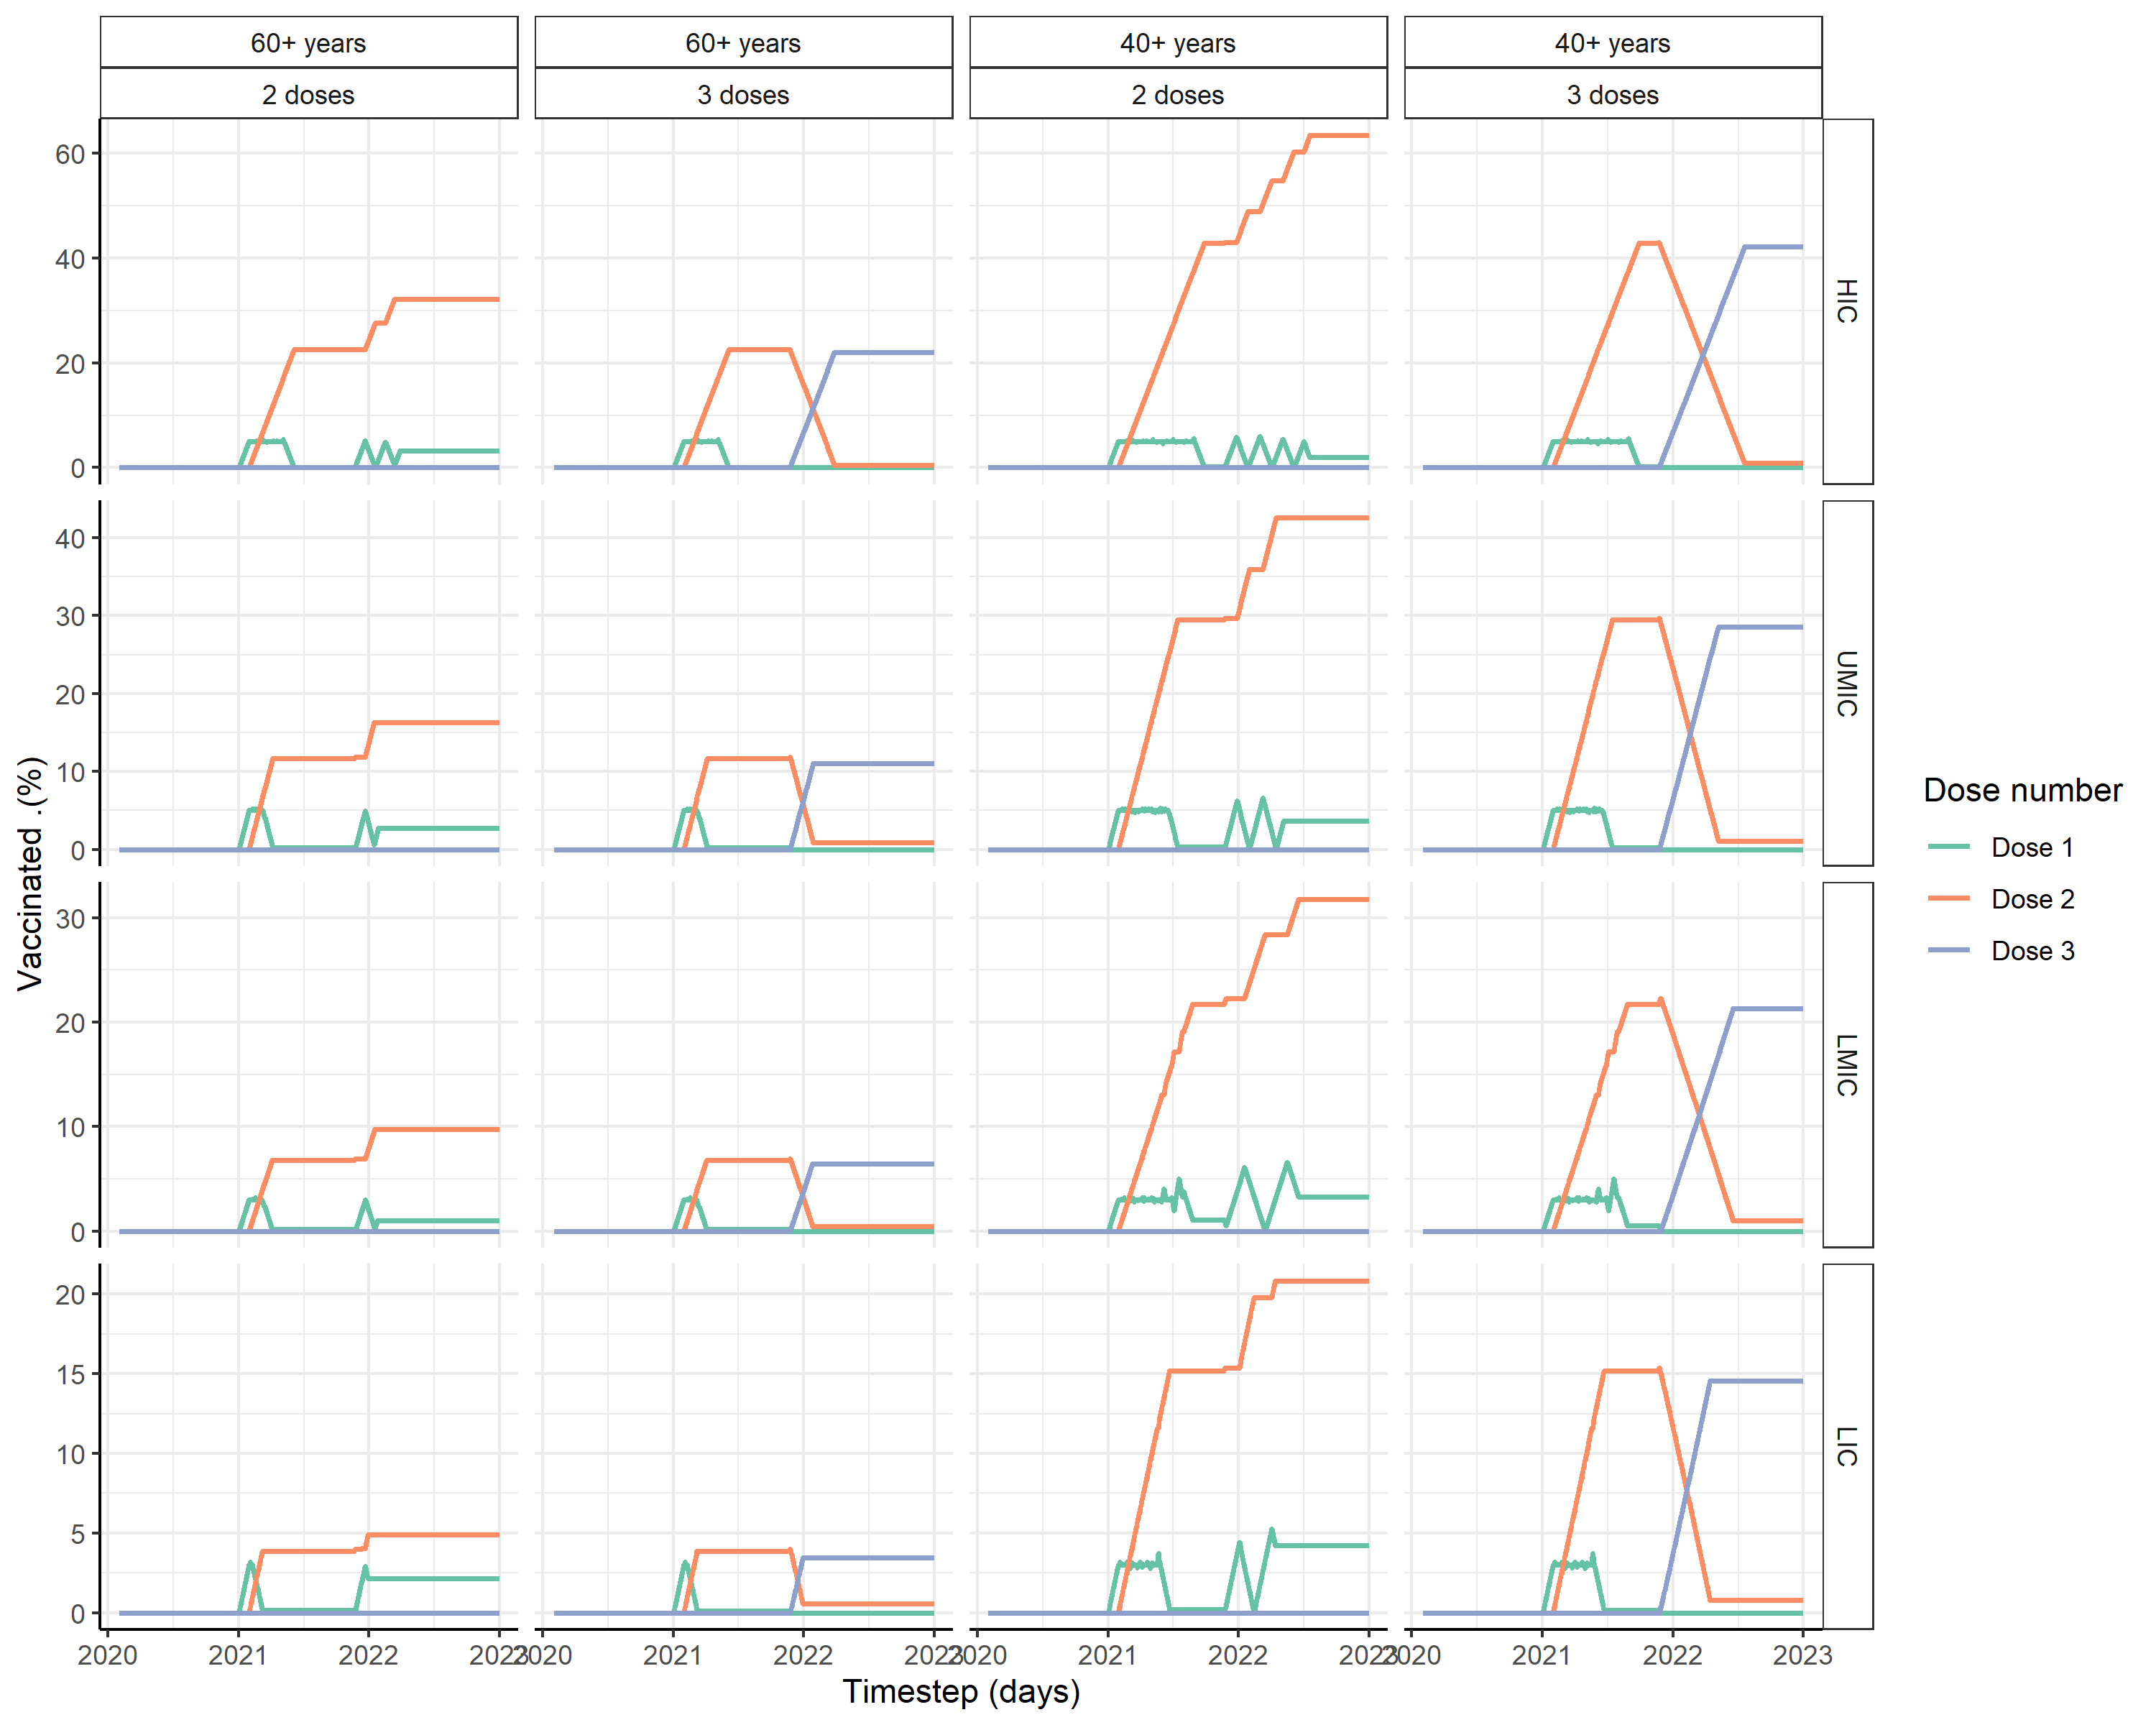 60+ years 60+ years 40+ years 40+ years
2 doses 3 doses 2 doses 3 doses
60
40
20
0
HIC
40
30
20
10
0
UMIC
30
20
10
0
LMIC
20
15
10
5
0
LIC
2020 2021 2022 2023 2020 2021 2022 2023 2020 2021 2022 2023 2020 2021 2022 2023
Timestep (days)
Vaccinated .(%)
Dose number
Dose 1
Dose 2
Dose 3